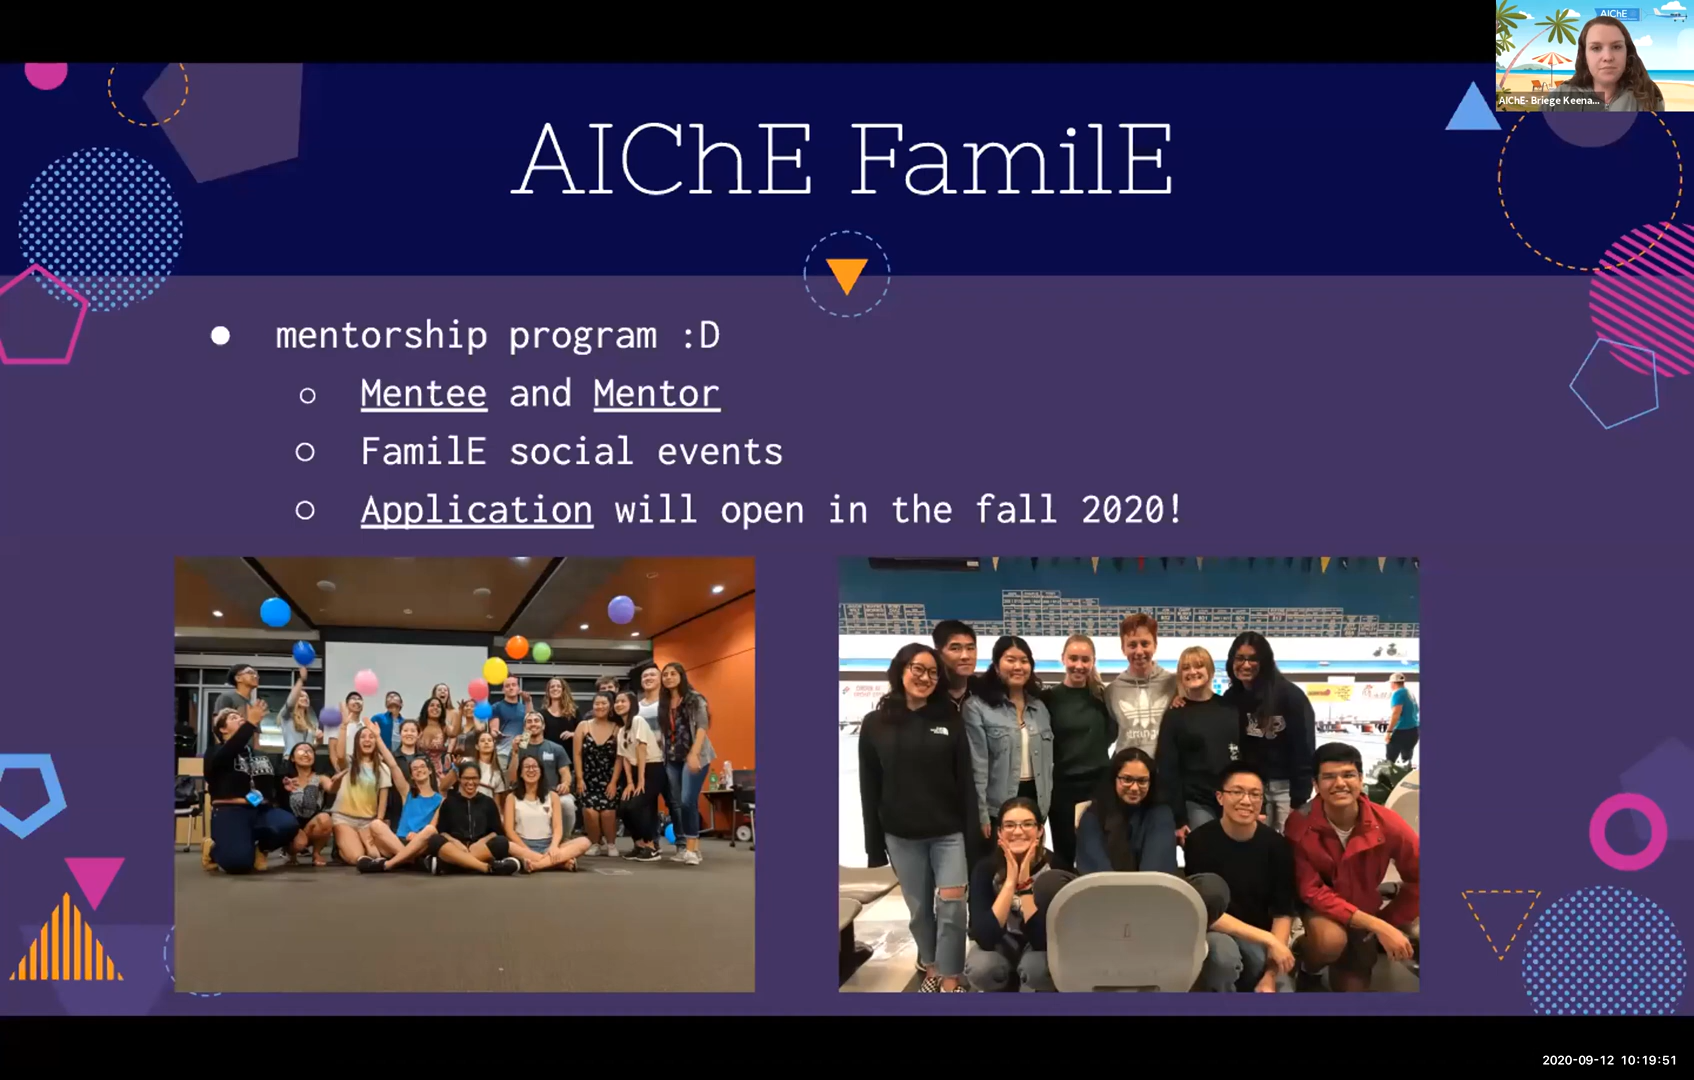 AIChE
AIChE- Briege Keena...
AIChE FamilE
mentorship program :D
Mentee and Mentor
FamilE social events
Application will open in the fall 2020!
2020-09-12 10:19:51